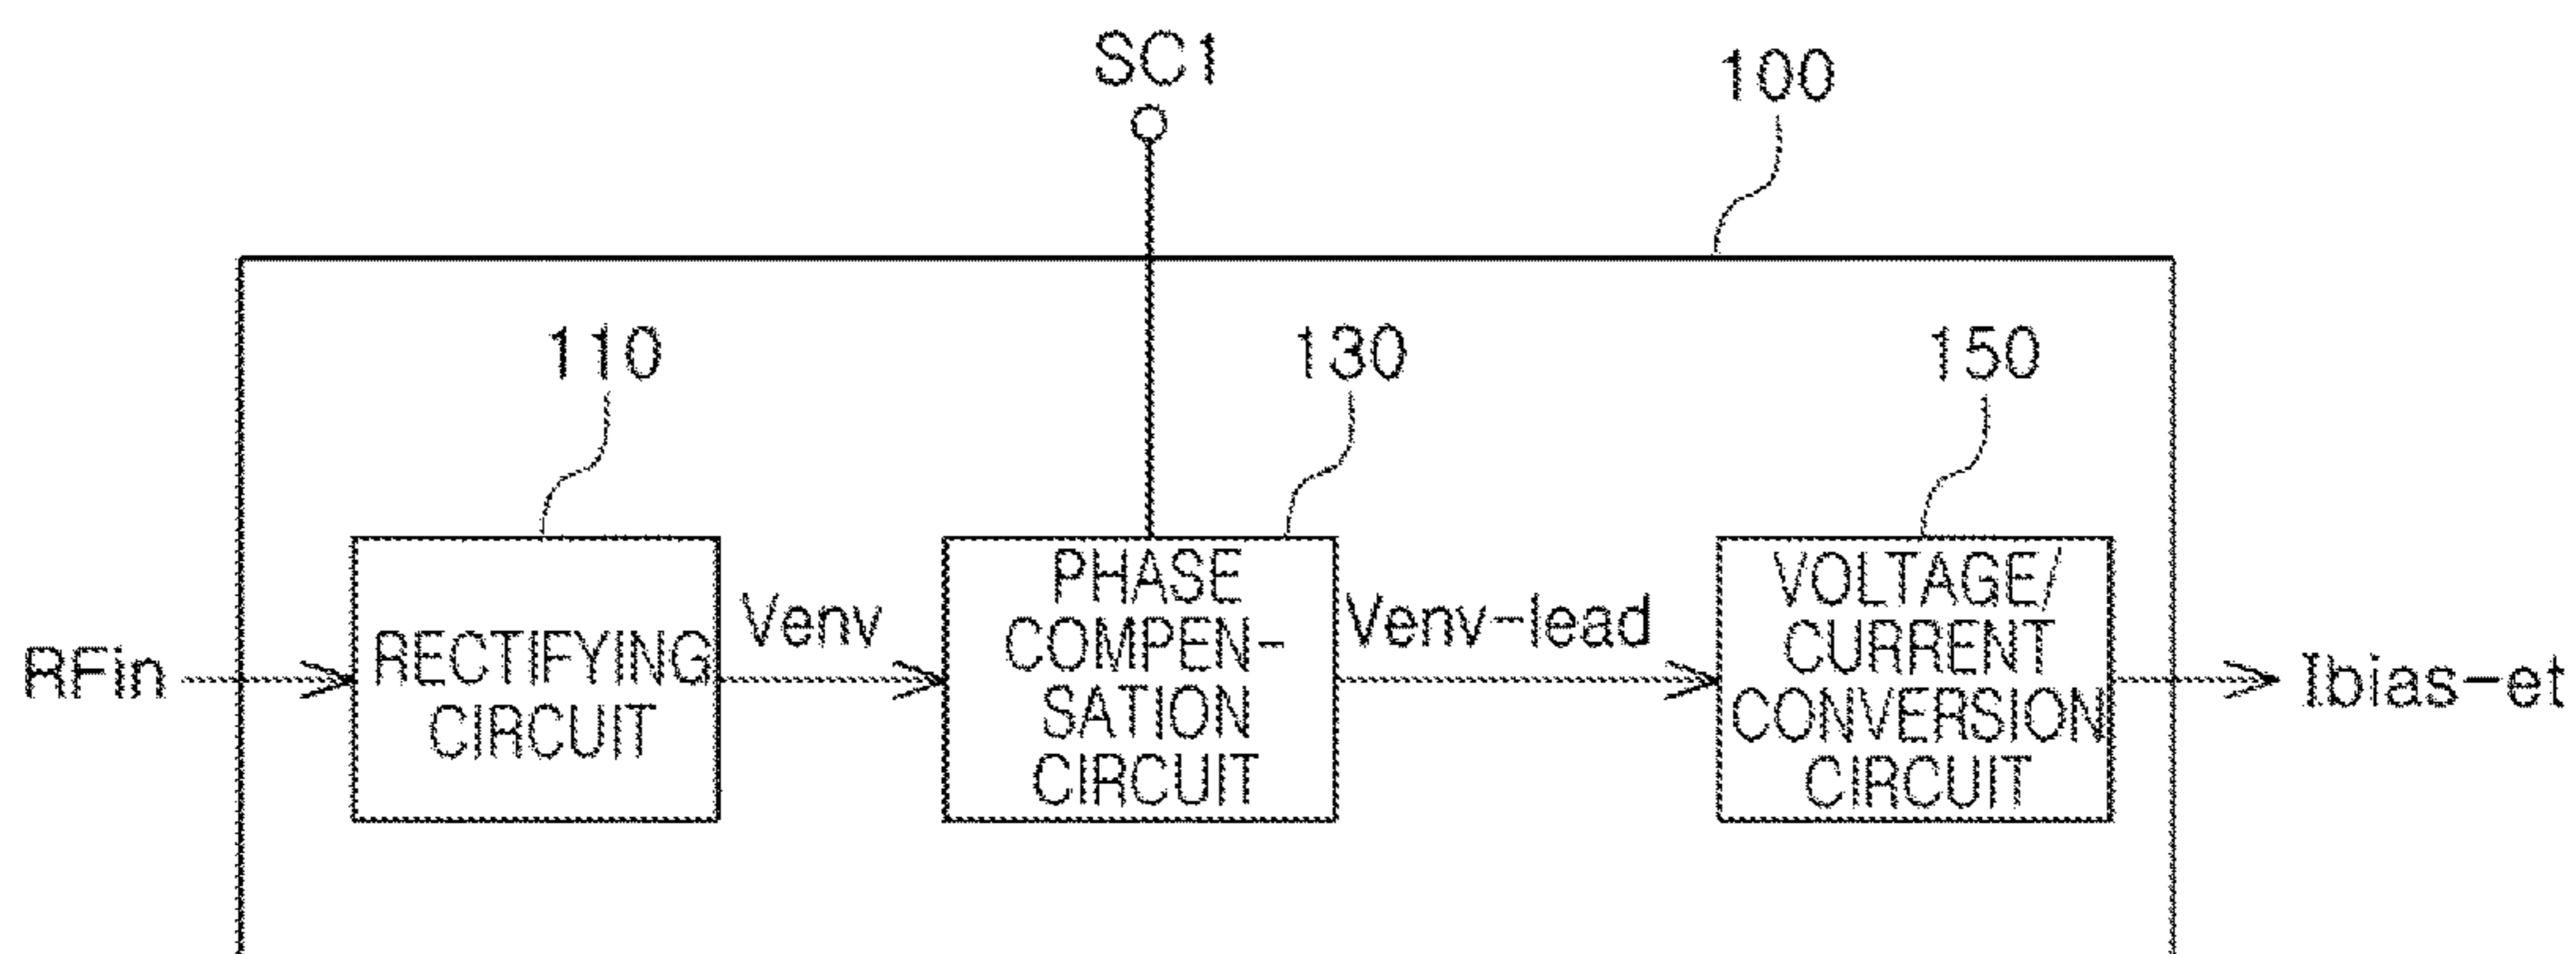 SC1
100
110
130
150
RFin
RECTIFYING
CIRCUIT
Venv
PHASE
COMPEN-
SATION
CIRCUIT
Venv-lead
VOLTAGE/
CURRENT
CONVERSION
CIRCUIT
Ibias-et